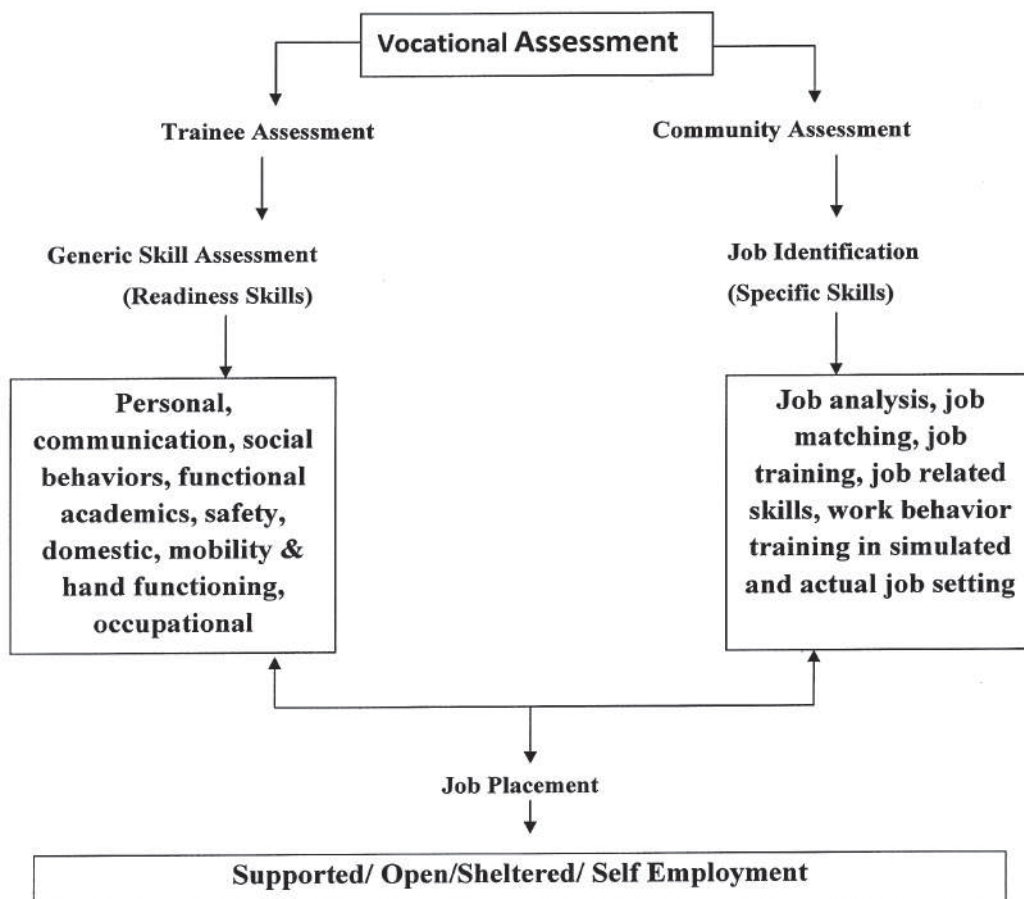 Vocational Assessment
Trainee Assessment
Community Assessment
Generic Skill Assessment
(Readiness Skills)
Job Identification
(Specific Skills)
Personal,
communication, social
behaviors, functional
academics, safety,
domestic, mobility &
hand functioning,
occupational
Job analysis, job
matching, job
training, job related
skills, work behavior
training in simulated
and actual job setting
Job Placement
Supported/ Open/Sheltered/ Self Employment